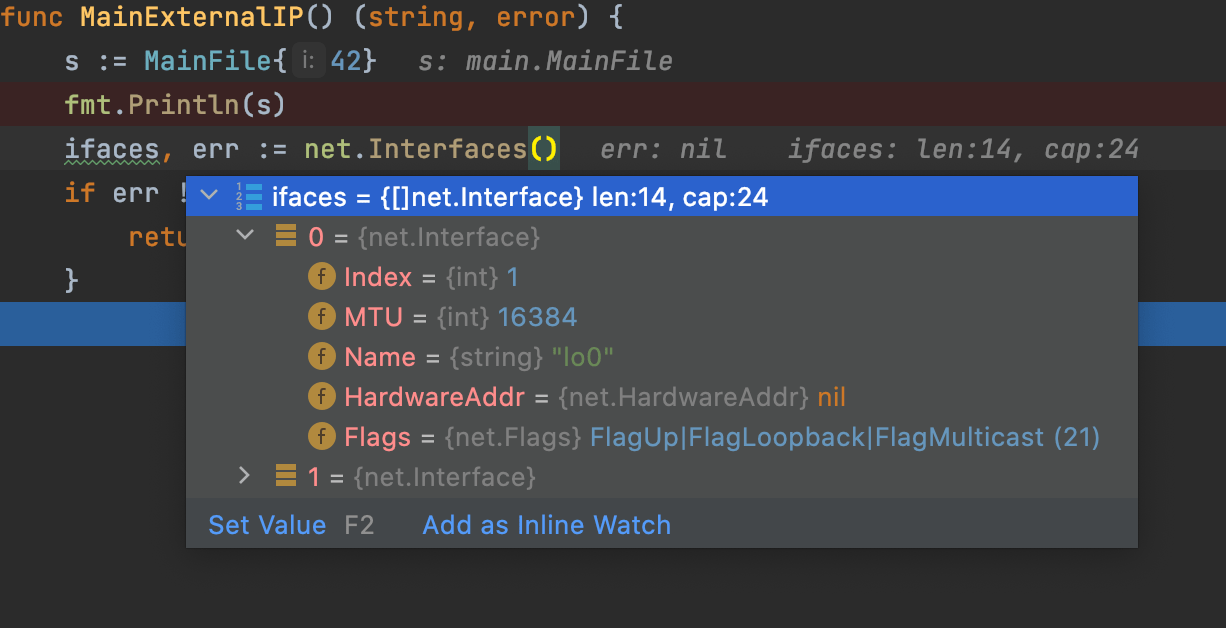 func MainExternalIP() (string, error) {
s := MainFile{ i: 42} s: main.MainFile
fmt.Println(s)
ifaces, err := net.Interfaces() err: nil ifaces: len:14, cap:24
if err !
ifaces = {[]net.Interface} len:14, cap:24
0 = {net.Interface}
retu
Index = {int} 1
}
MTU = {int} 16384
Name = {string} "lo0"
HardwareAddr = {net.HardwareAddr} nil
Flags = {net.Flags} FlagUp|FlagLoopback|FlagMulticast (21)
1 = {net.Interface}
Set Value F2 Add as Inline Watch